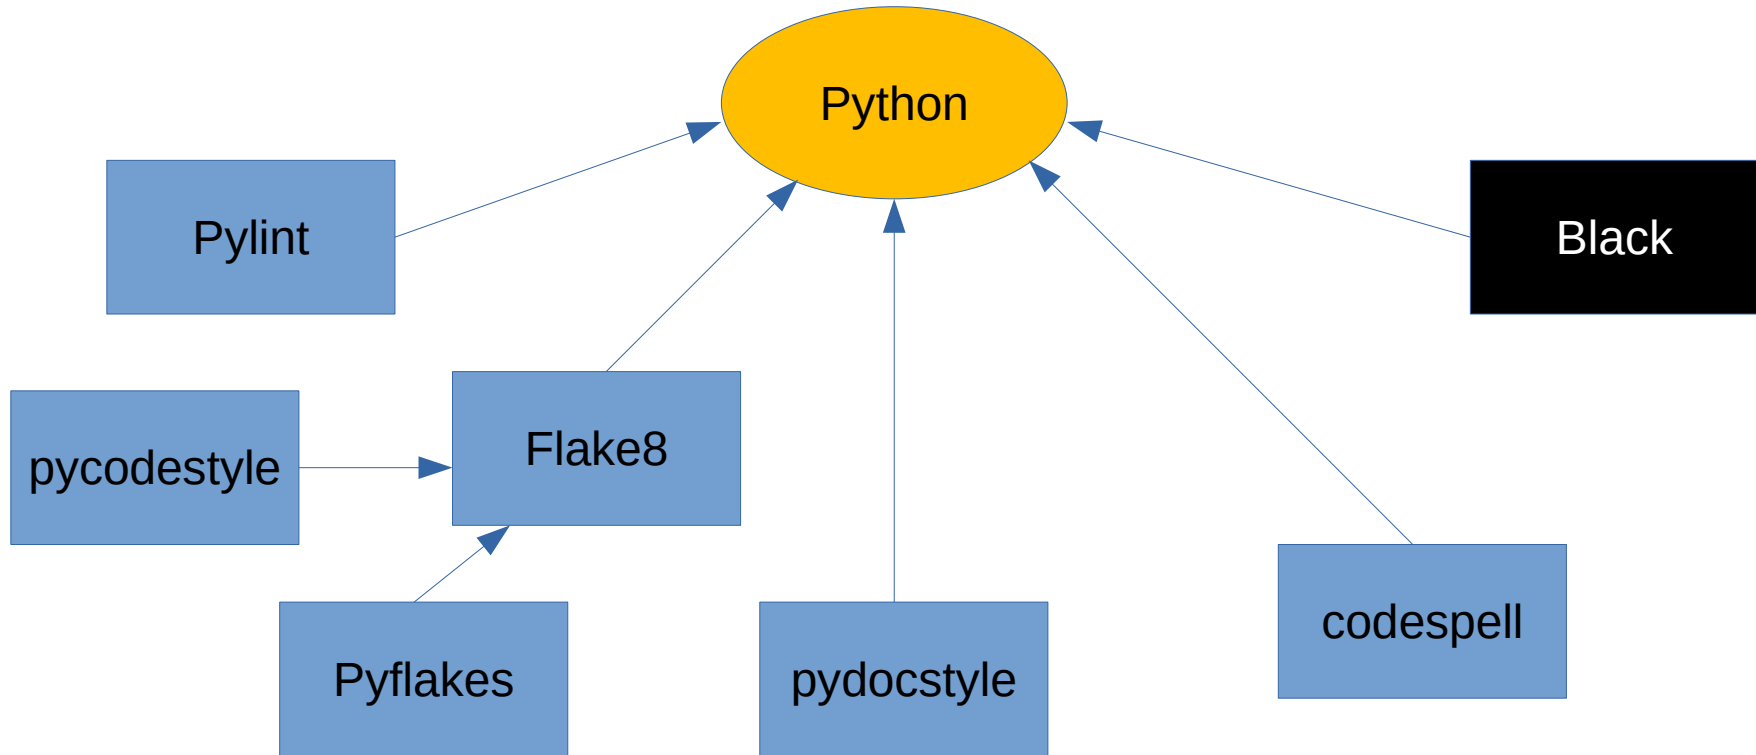 Python
Pylint
Black
Flake8
pycodestyle
codespell
Pyflakes
pydocstyle